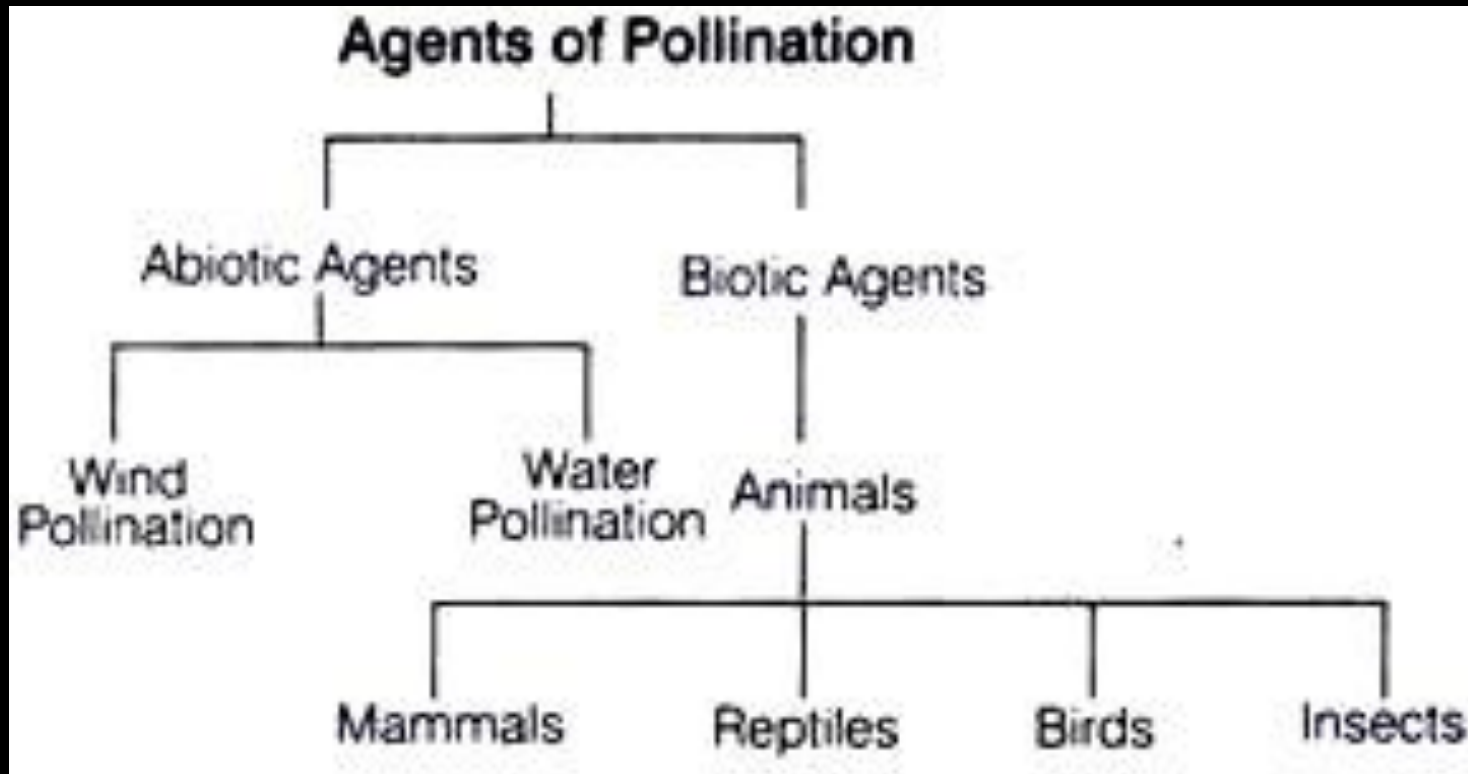 Agents of Pollination
Abiotic Agents
Biotic Agents
Wind
Pollination
Water
Pollination
Animals
Mammals
Reptiles
Birds
Insects